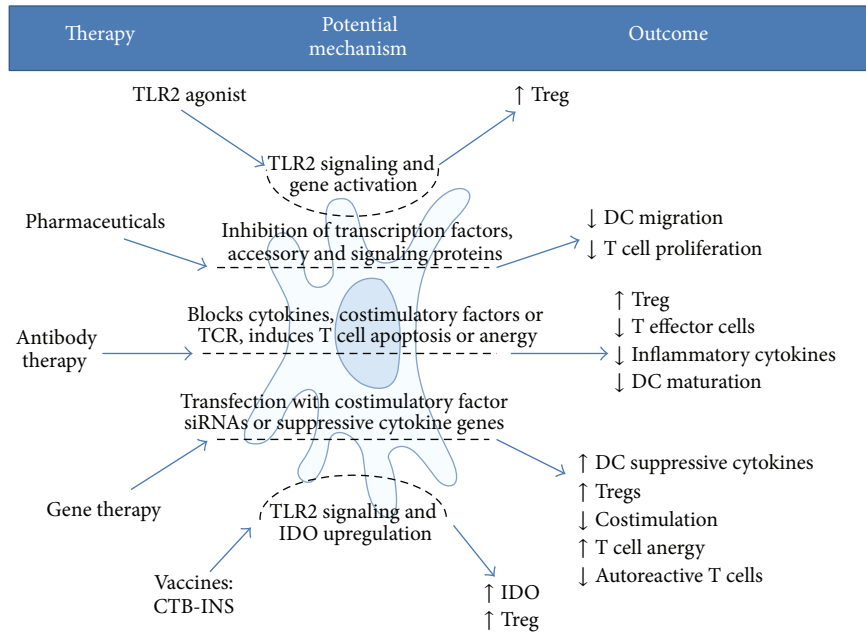 Therapy
Potential
mechanism
Outcome
TLR2 agonist
TLR2 signaling and
gene activation
↑ Treg
Pharmaceuticals
Inhibition of transcription factors,
accessory and signaling proteins
↓ DC migration
↓ T cell proliferation
Antibody
therapy
Blocks cytokines, costimulatory factors or
TCR, induces T cell apoptosis or anergy
↑ Treg
↓ T effector cells
↓ Inflammatory cytokines
↓ DC maturation
Gene therapy
Transfection with costimulatory factor
siRNAs or suppressive cytokine genes
↑ DC suppressive cytokines
↑ Tregs
↓ Costimulation
↑ T cell anergy
↓ Autoreactive T cells
Vaccines:
CTB-INS
TLR2 signaling and
IDO upregulation
↑ IDO
↑ Treg